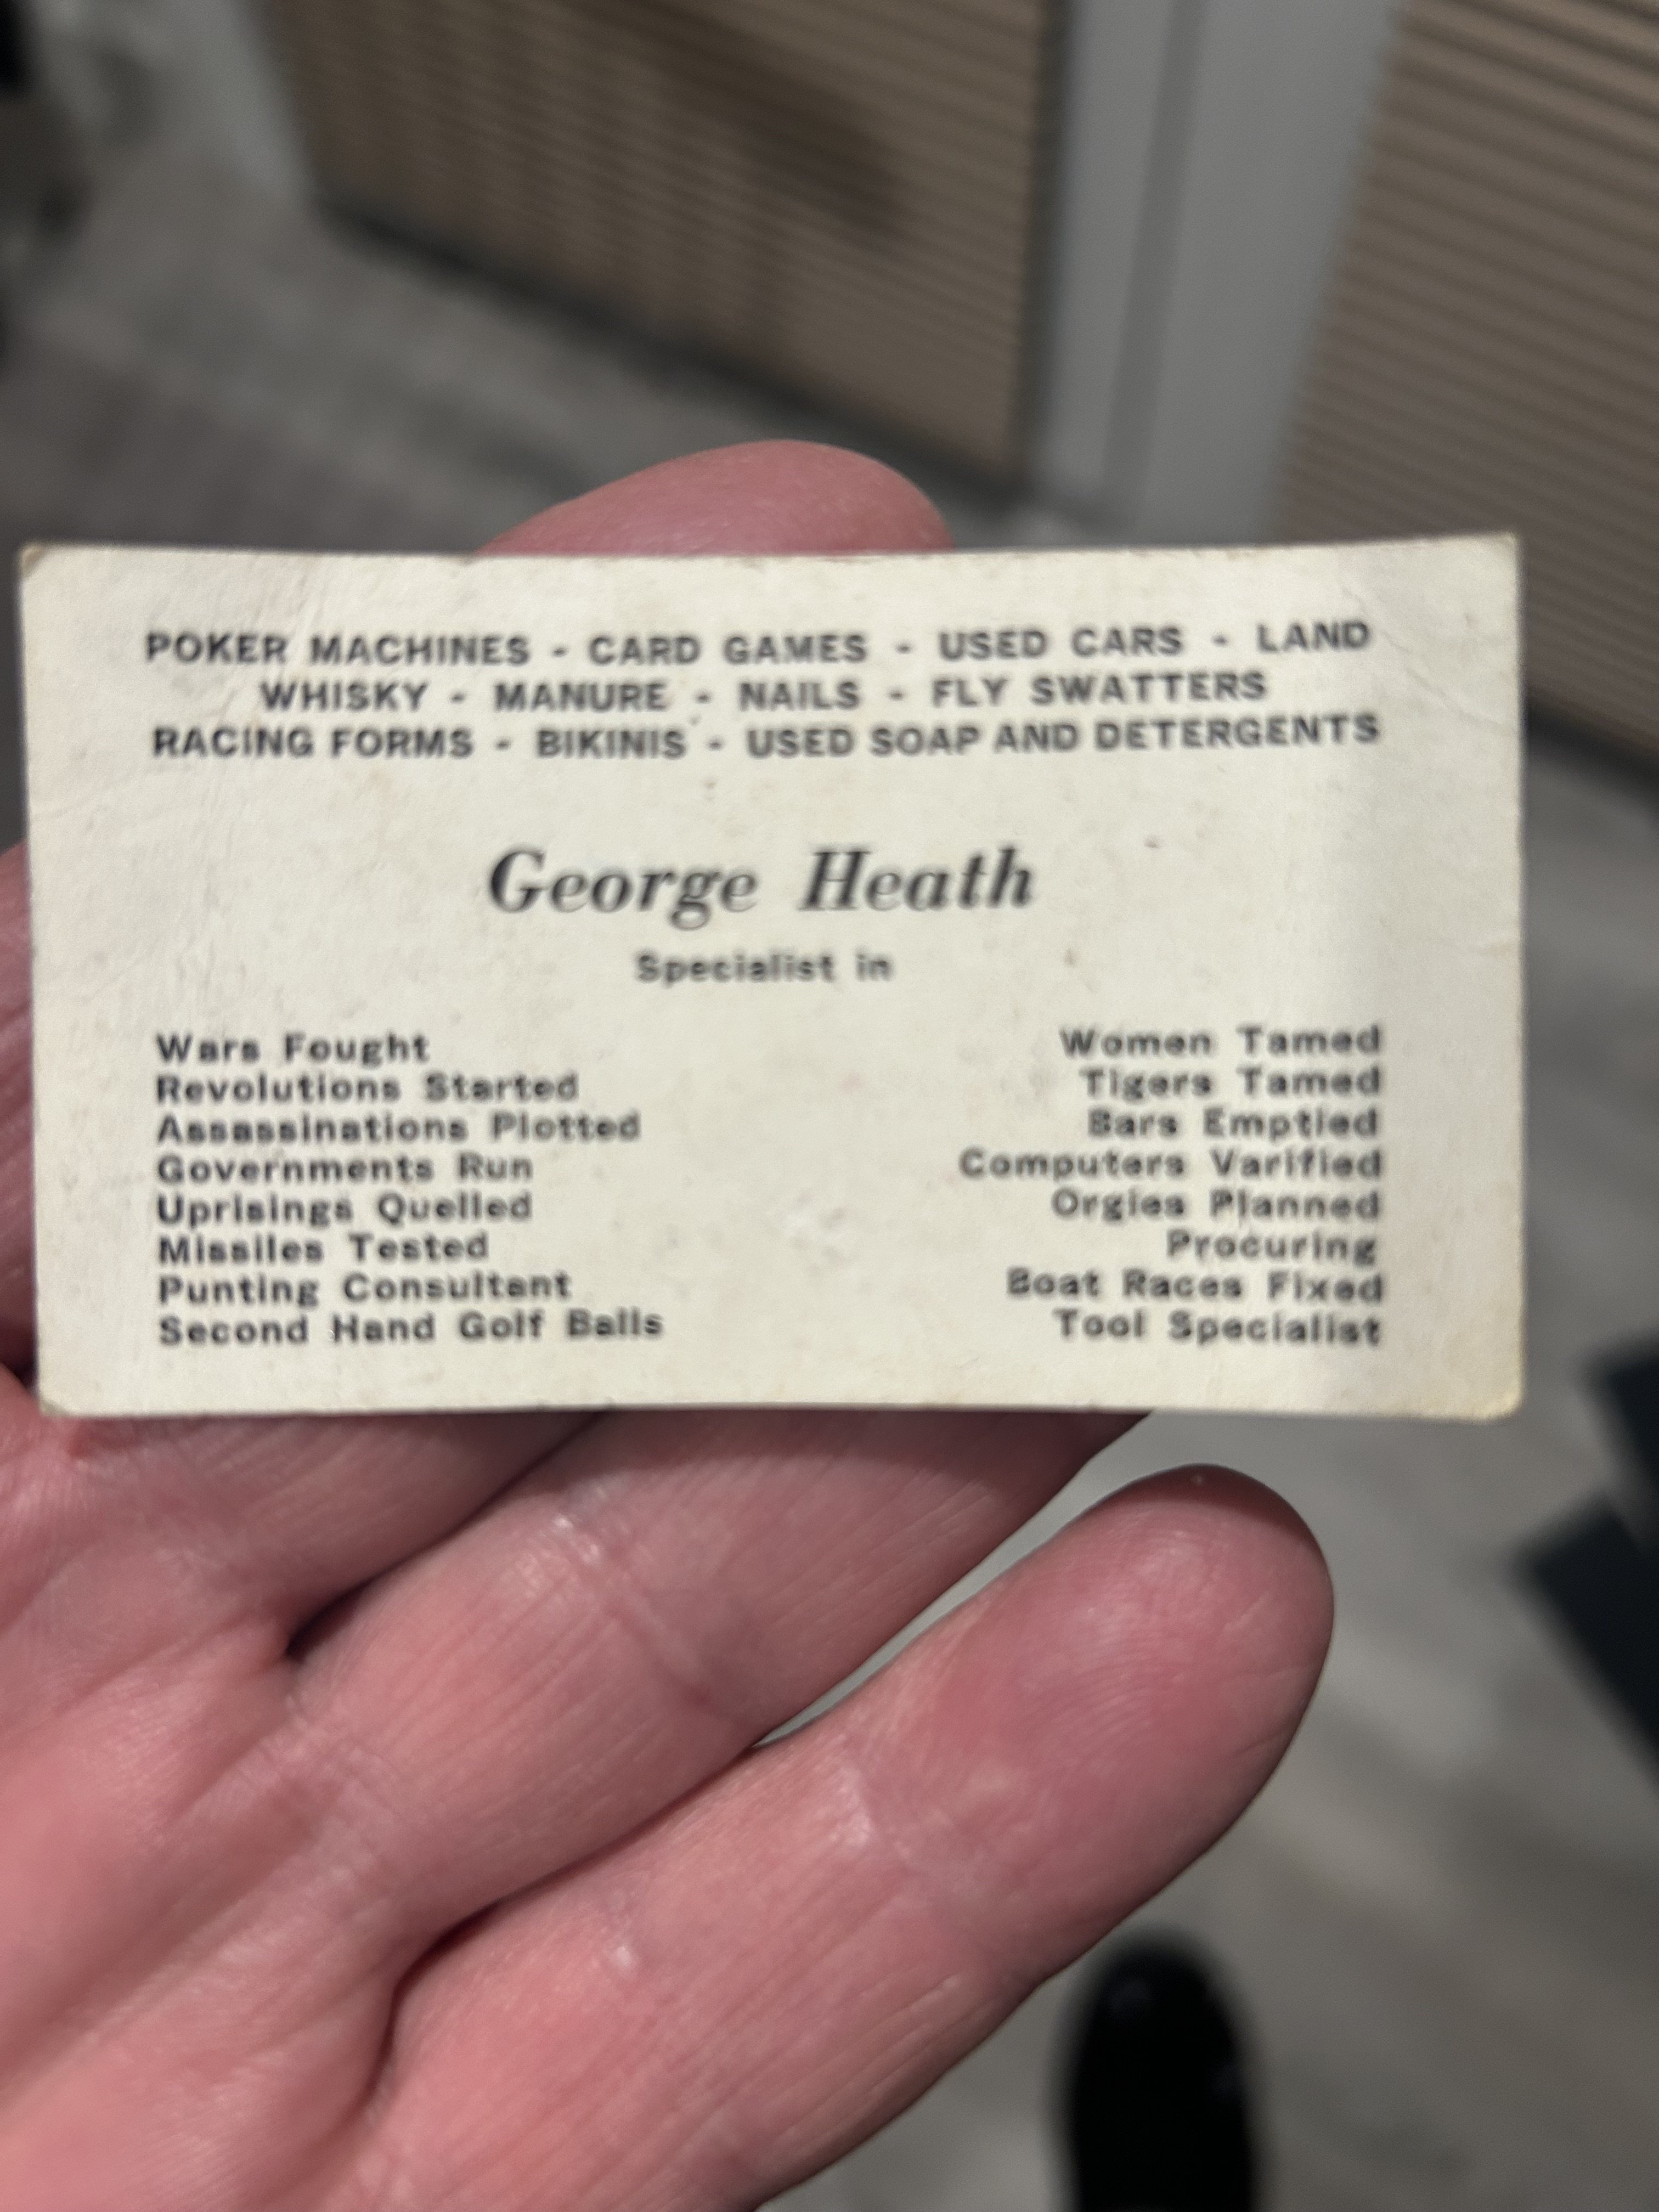 POKER MACHINES - CARD GAMES - USED CARS - LAND
WHISKY - MANURE - NAILS - FLY SWATTERS
RACING FORMS - BIKINIS - USED SOAP AND DETERGENTS
George Heath
Specialist in
Wars Fought
Revolutions Started
Assassinations Plotted
Governments Run
Uprisings Quelled
Missiles Tested
Punting Consultant
Second Hand Golf Balls
Women Tamed
Tigers Tamed
Bars Emptied
Computers Varified
Orgies Planned
Procuring
Boat Races Fixed
Tool Specialist